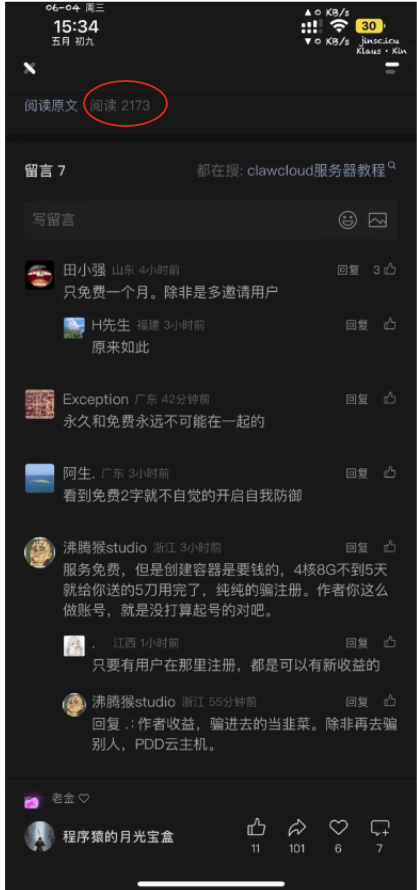 06-04 周三
15:34
五月 初九
▲○ KB/s
▼○ KB/s
30
jinsc.icu
Klaus · Kin
阅读原文 阅读 2173
留言 7
都在搜: clawcloud服务器教程
写留言
田小强 山东 4小时前
回复 3
只免费一个月。除非是多邀请用户
H先生 福建 3小时前
回复
原来如此
Exception 广东 42分钟前
回复
永久和免费永远不可能在一起的
阿生. 广东 3小时前
回复
看到免费2字就不自觉的开启自我防御
沸腾猴studio 浙江 3小时前
回复
服务免费，但是创建容器是要钱的，4核8G不到5天
就给你送的5刀用完了，纯纯的骗注册。作者你这么
做账号，就是没打算起号的对吧。
. 江西 1小时前
回复
只要有用户在那里注册，都是可以有新收益的
沸腾猴studio 浙江 55分钟前
回复
回复 .: 作者收益，骗进去的当韭菜。除非再去骗
别人，PDD云主机。
老金
程序猿的月光宝盒
11
101
6
7